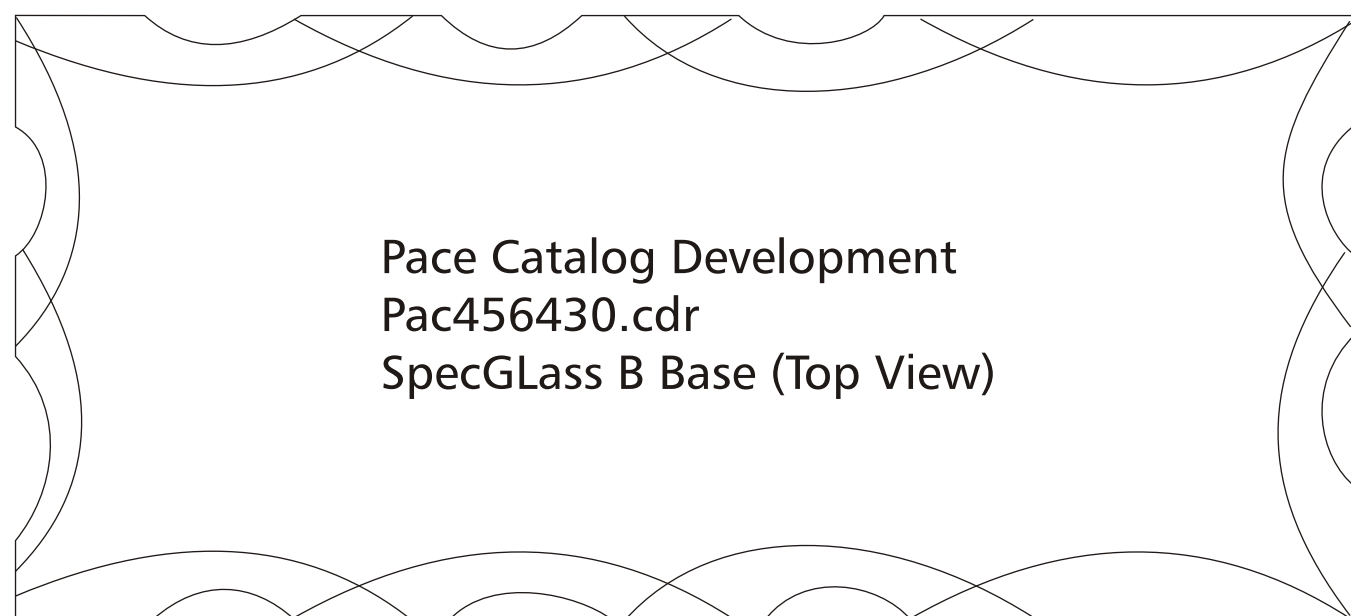 Pace Catalog Development
Pac456430.cdr
SpecGLass B Base (Top View)